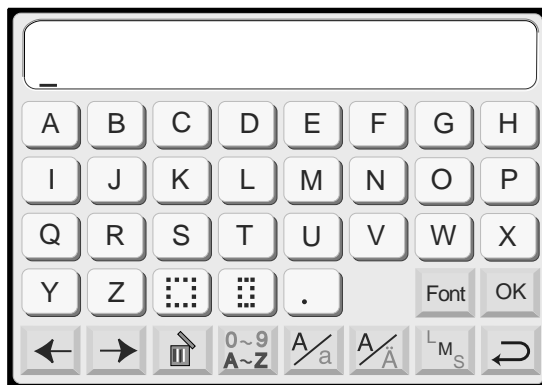 _
A B C D E F G H
I J K L M N O P
Q R S T U V W X
Y Z . Font OK
0~9 A/a A/Ä L M S
A~Z